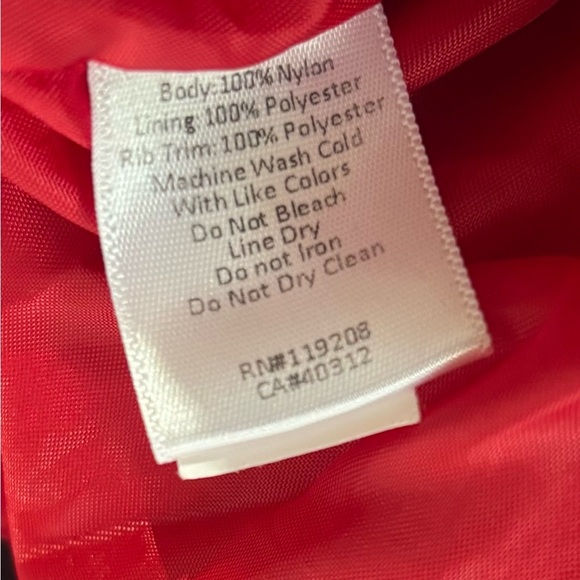 Body: 100% Nylon
Lining: 100% Polyester
Rib Trim: 100% Polyester
Machine Wash Cold
With Like Colors
Do Not Bleach
Line Dry
Do not Iron
Do Not Dry Clean
RN#119208
CA#40312